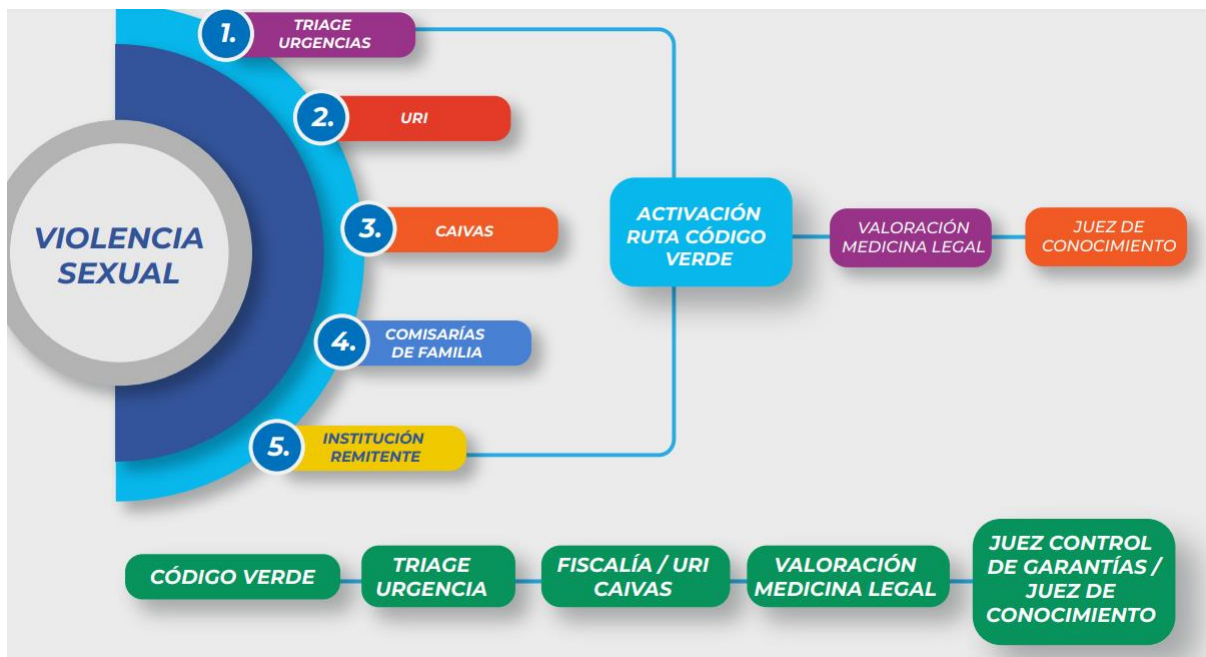 VIOLENCIA
SEXUAL
1.
TRIAGE
URGENCIAS
2.
URI
3.
CAIVAS
4.
COMISARÍAS
DE FAMILIA
5.
INSTITUCIÓN
REMITENTE
ACTIVACIÓN
RUTA CÓDIGO
VERDE
VALORACIÓN
MEDICINA LEGAL
JUEZ DE
CONOCIMIENTO
CÓDIGO VERDE
TRIAGE
URGENCIA
FISCALÍA / URI
CAIVAS
VALORACIÓN
MEDICINA LEGAL
JUEZ CONTROL
DE GARANTÍAS /
JUEZ DE
CONOCIMIENTO